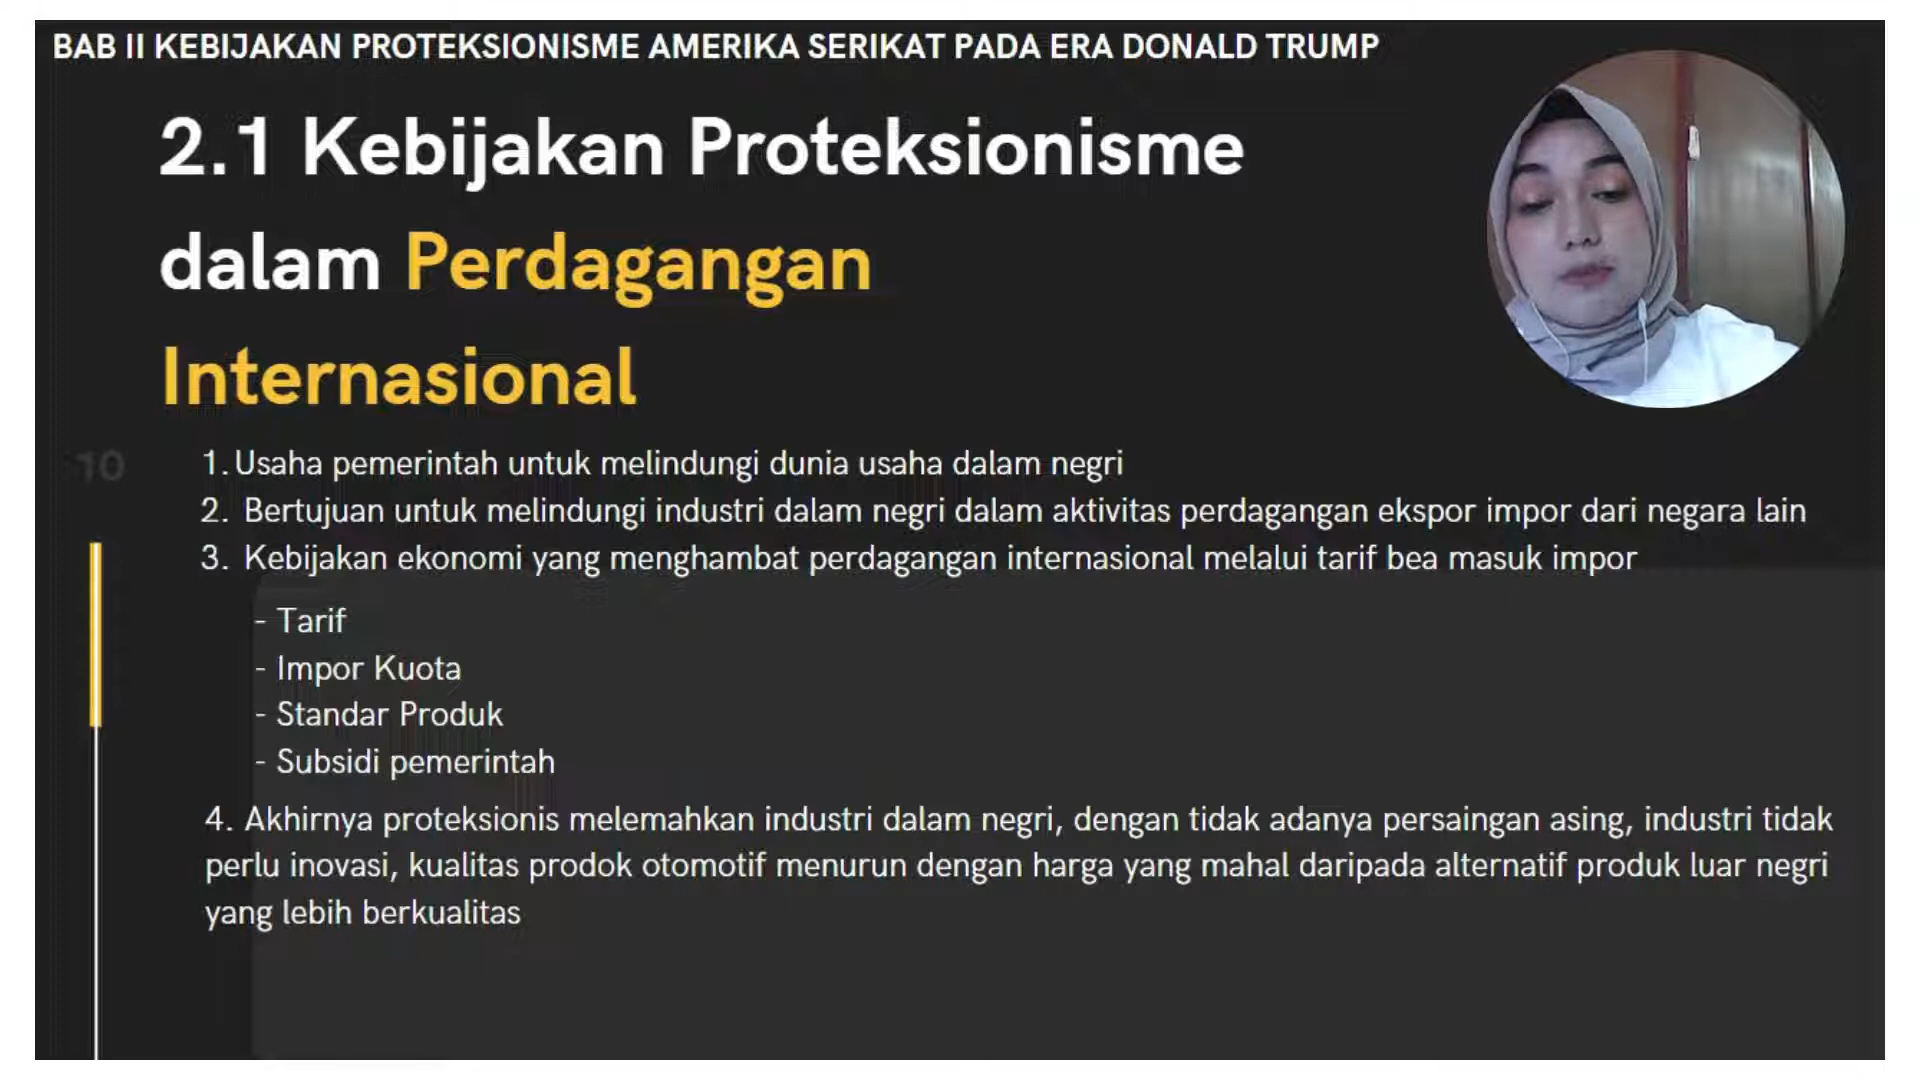 BAB II KEBIJAKAN PROTEKSIONISME AMERIKA SERIKAT PADA ERA DONALD TRUMP
2.1 Kebijakan Proteksionisme
dalam Perdagangan
Internasional
10
1. Usaha pemerintah untuk melindungi dunia usaha dalam negri
2. Bertujuan untuk melindungi industri dalam negri dalam aktivitas perdagangan ekspor impor dari negara lain
3. Kebijakan ekonomi yang menghambat perdagangan internasional melalui tarif bea masuk impor
- Tarif
- Impor Kuota
- Standar Produk
- Subsidi pemerintah
4. Akhirnya proteksionis melemahkan industri dalam negri, dengan tidak adanya persaingan asing, industri tidak
perlu inovasi, kualitas prodok otomotif menurun dengan harga yang mahal daripada alternatif produk luar negri
yang lebih berkualitas